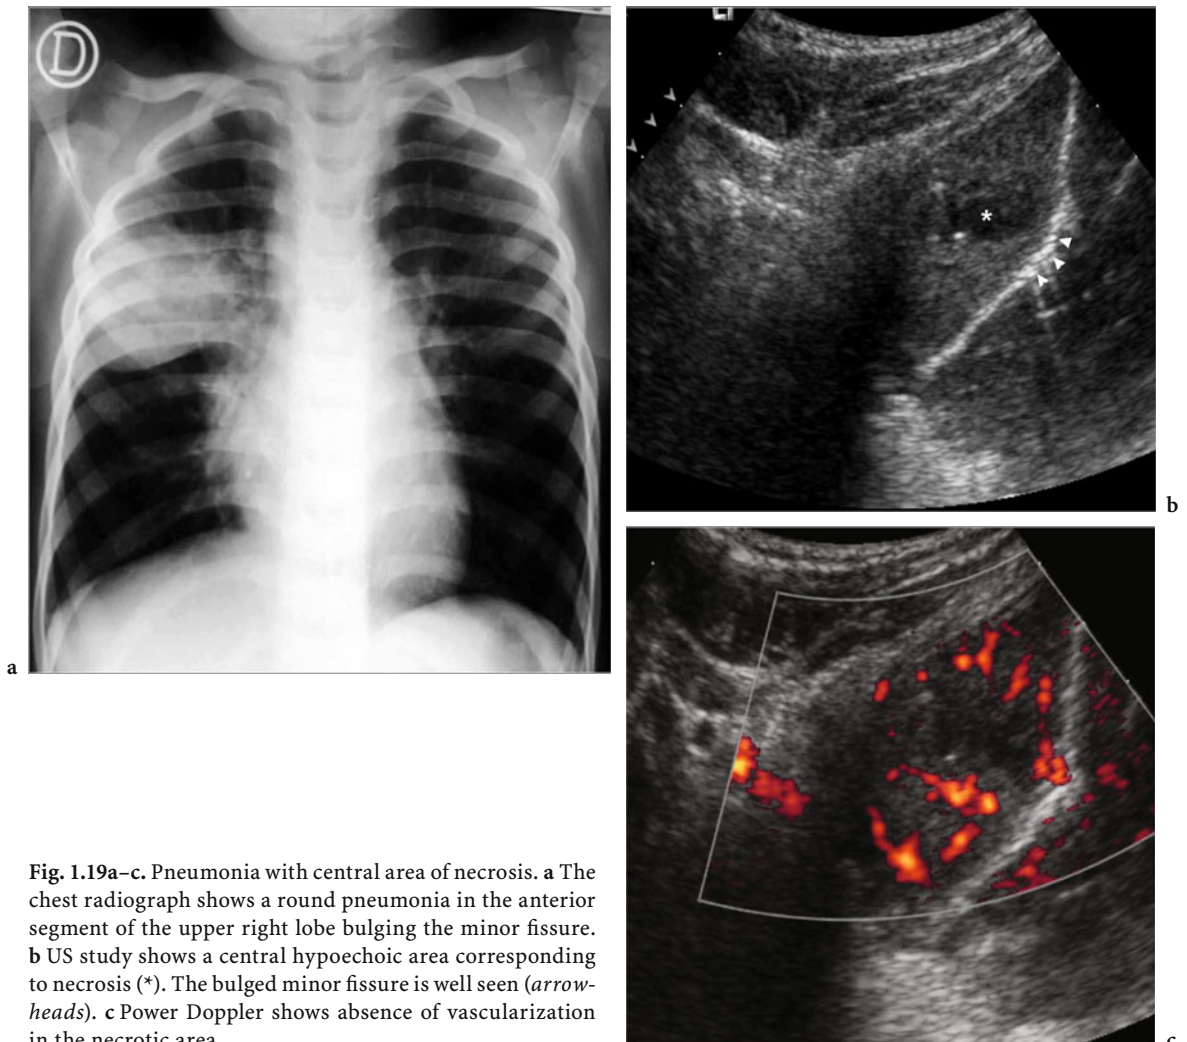 D
b
a
Fig. 1.19a–c. Pneumonia with central area of necrosis. a The
chest radiograph shows a round pneumonia in the anterior
segment of the upper right lobe bulging the minor fissure.
b US study shows a central hypoechoic area corresponding
to necrosis (*). The bulged minor fissure is well seen (arrow-
heads). c Power Doppler shows absence of vascularization
in the necrotic area
c